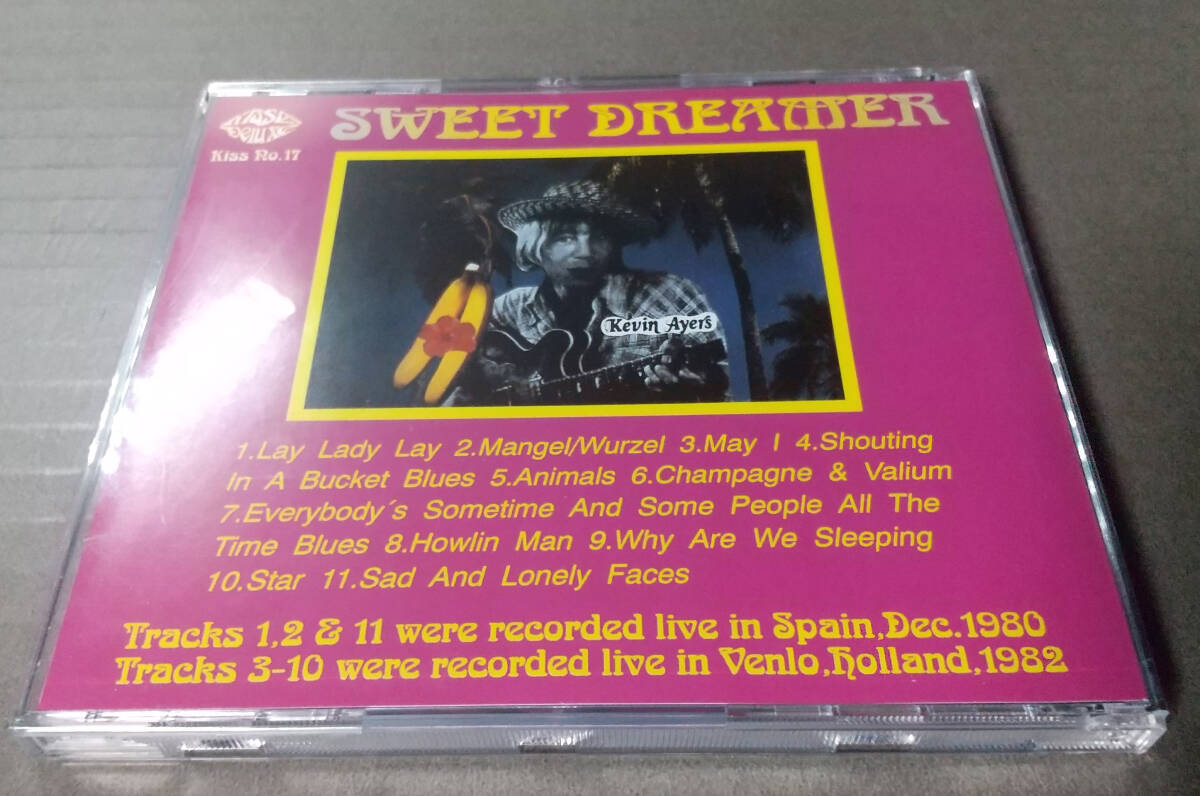 SWEET DREAMER
Kiss No.17
Kevin Ayers
1.Lay Lady Lay 2.Mangel/Wurzel 3.May I 4.Shouting
In A Bucket Blues 5.Animals 6.Champagne & Valium
7.Everybody´s Sometime And Some People All The
Time Blues 8.Howlin Man 9.Why Are We Sleeping
10.Star 11.Sad And Lonely Faces
Tracks 1,2 & 11 were recorded live in Spain,Dec.1980
Tracks 3-10 were recorded live in Venlo,Holland,1982